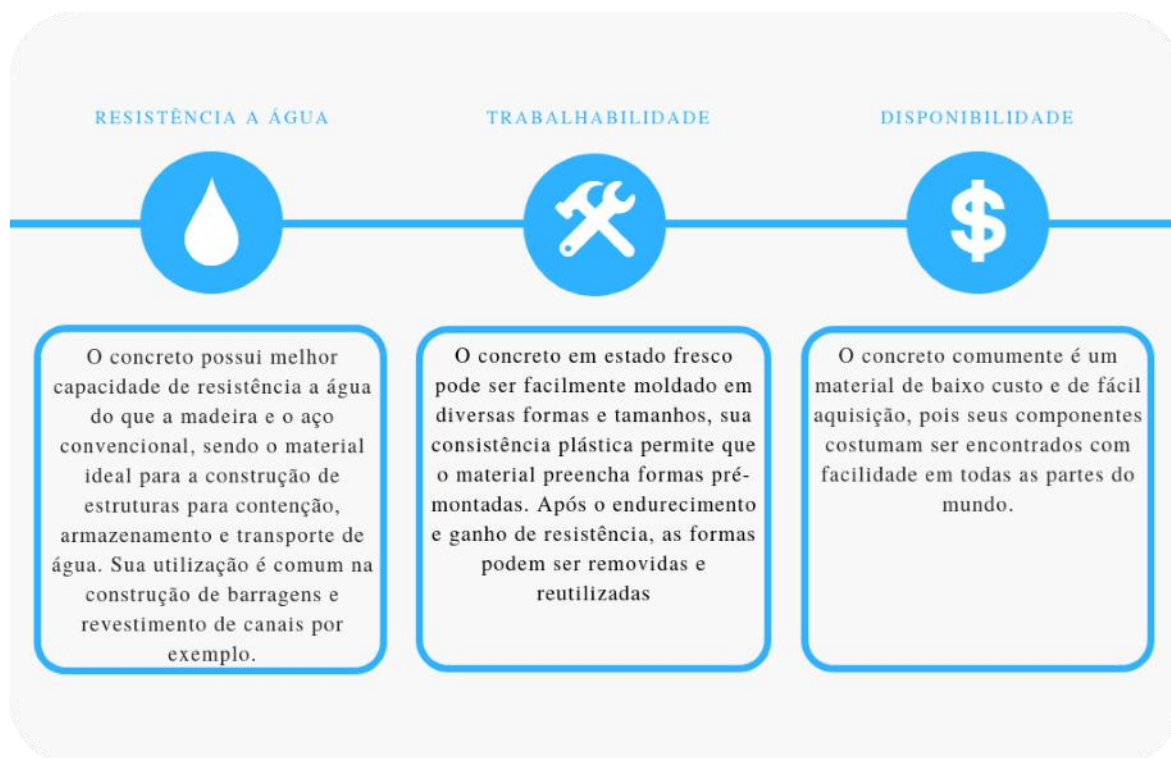 RESISTÊNCIA A ÁGUA
O concreto possui melhor
capacidade de resistência a água
do que a madeira e o aço
convencional, sendo o material
ideal para a construção de
estruturas para contenção,
armazenamento e transporte de
água. Sua utilização é comum na
construção de barragens e
revestimento de canais por
exemplo.
TRABALHABILIDADE
O concreto em estado fresco
pode ser facilmente moldado em
diversas formas e tamanhos, sua
consistência plástica permite que
o material preencha formas pré-
montadas. Após o endurecimento
e ganho de resistência, as formas
podem ser removidas e
reutilizadas
DISPONIBILIDADE
$
O concreto comumente é um
material de baixo custo e de fácil
aquisição, pois seus componentes
costumam ser encontrados com
facilidade em todas as partes do
mundo.